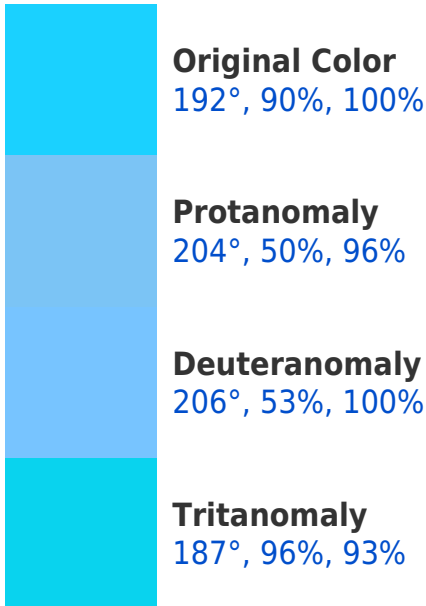 Original Color
192°, 90%, 100%
Protanomaly
204°, 50%, 96%
Deuteranomaly
206°, 53%, 100%
Tritanomaly
187°, 96%, 93%